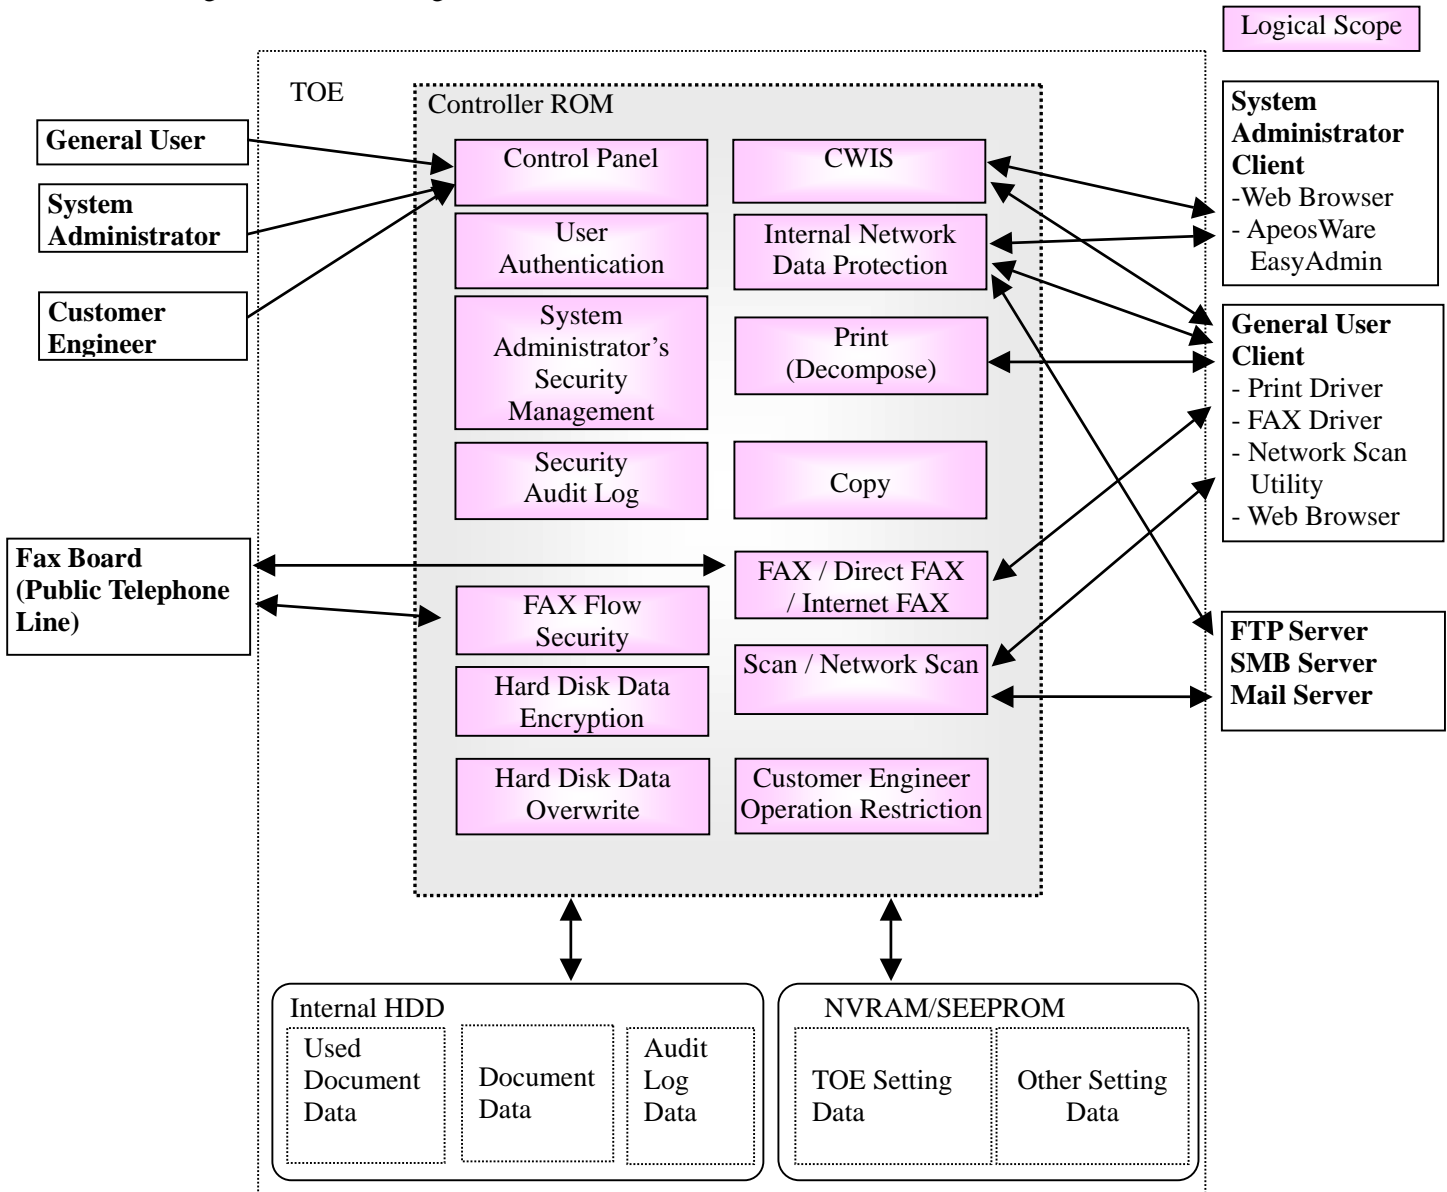 Logical Scope
TOE
Controller ROM
General User
System
Administrator
Customer
Engineer
Fax Board
(Public Telephone
Line)
Control Panel
User
Authentication
System
Administrator's
Security
Management
Security
Audit Log
FAX Flow
Security
Hard Disk Data
Encryption
Hard Disk Data
Overwrite
CWIS
Internal Network
Data Protection
Print
(Decompose)
Copy
FAX / Direct FAX
/ Internet FAX
Scan / Network Scan
Customer Engineer
Operation Restriction
System
Administrator
Client
-Web Browser
- ApeosWare
EasyAdmin
General User
Client
- Print Driver
- FAX Driver
- Network Scan
Utility
- Web Browser
FTP Server
SMB Server
Mail Server
Internal HDD
Used
Document
Data
Document
Data
Audit
Log
Data
NVRAM/SEEPROM
TOE Setting
Data
Other Setting
Data